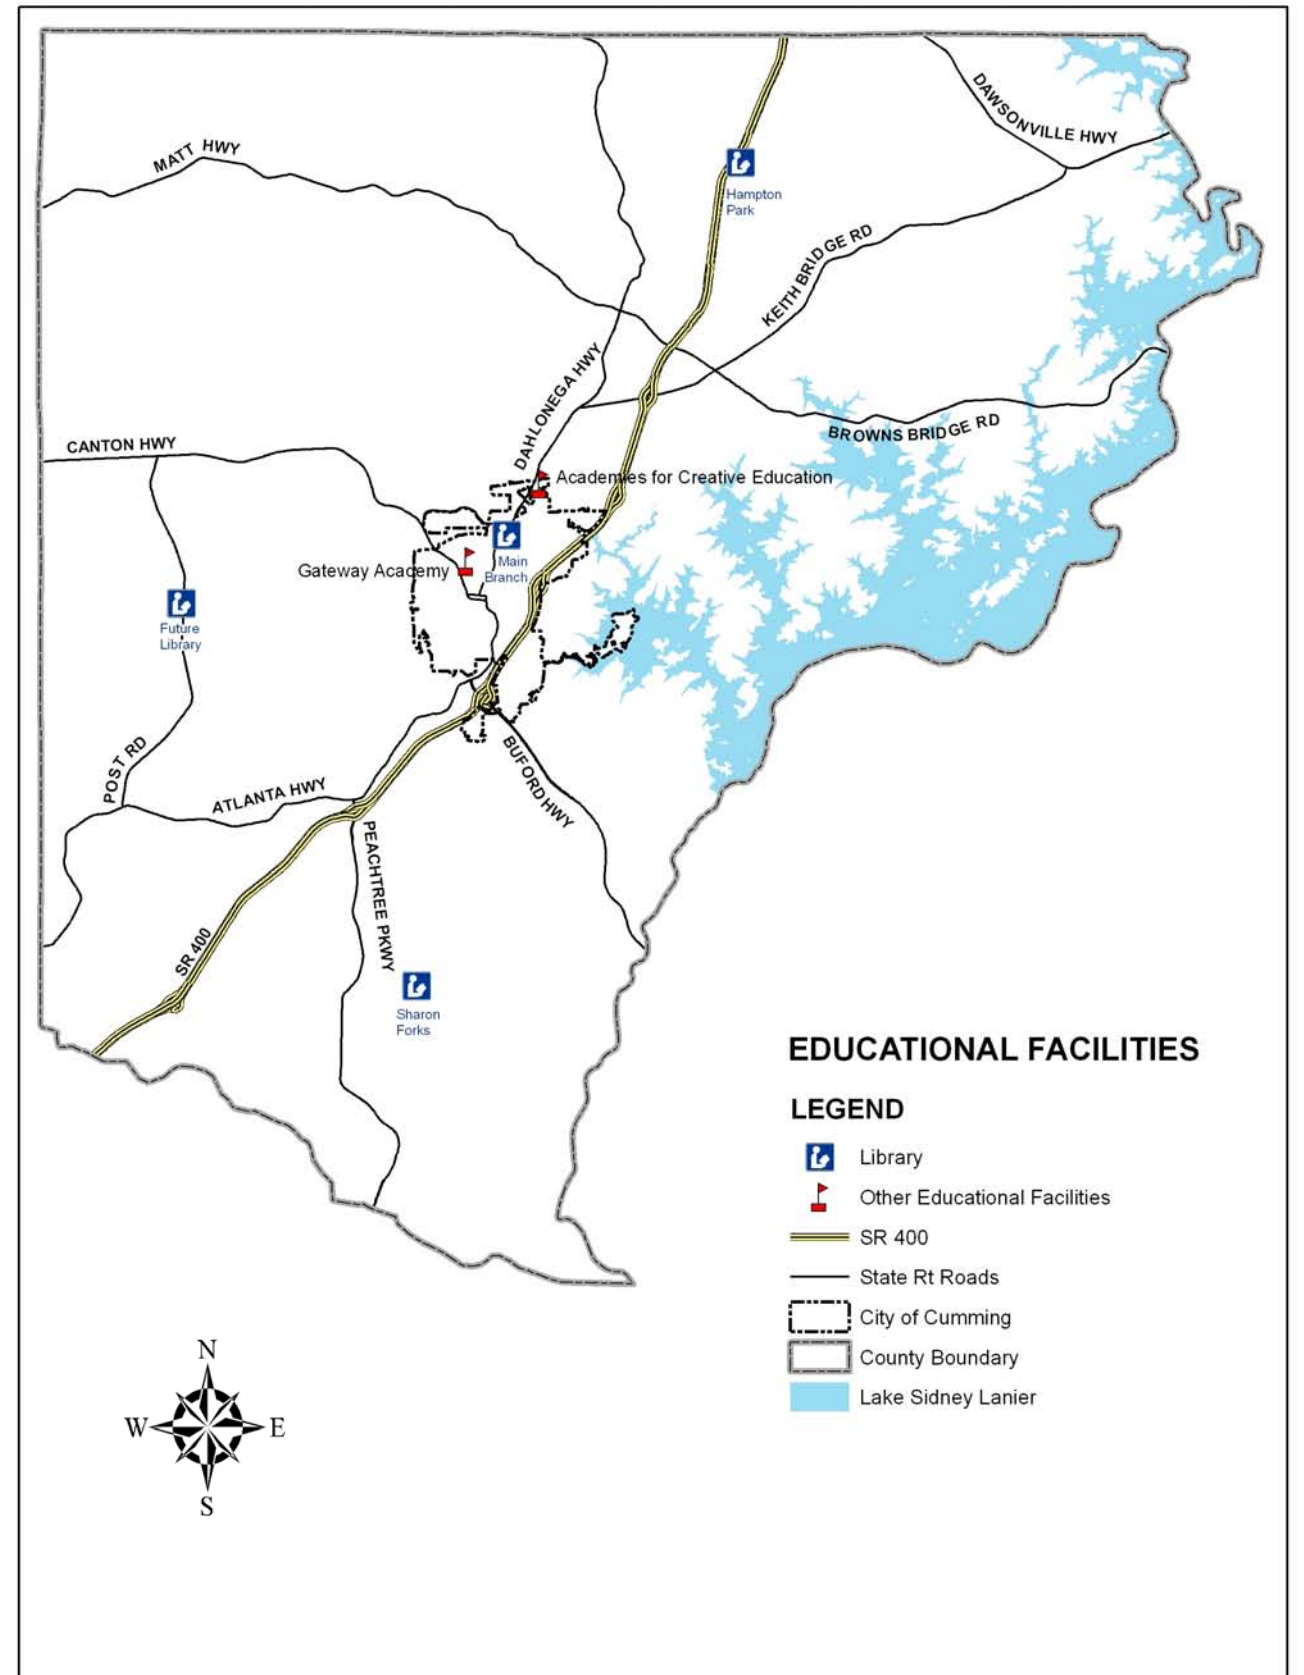 DAWSONVILLE HWY
MATT HWY
Hampton
Park
KEITH BRIDGE RD
DAHLONEGA HWY
BROWNS BRIDGE RD
CANTON HWY
Academies for Creative Education
Main
Branch
Gateway Academy
Future
Library
POST RD
BUFORD HWY
ATLANTA HWY
PEACHTREE PKWY
SR 400
Sharon
Forks
EDUCATIONAL FACILITIES
LEGEND
Library
Other Educational Facilities
SR 400
State Rt Roads
City of Cumming
County Boundary
Lake Sidney Lanier
N
W E
S